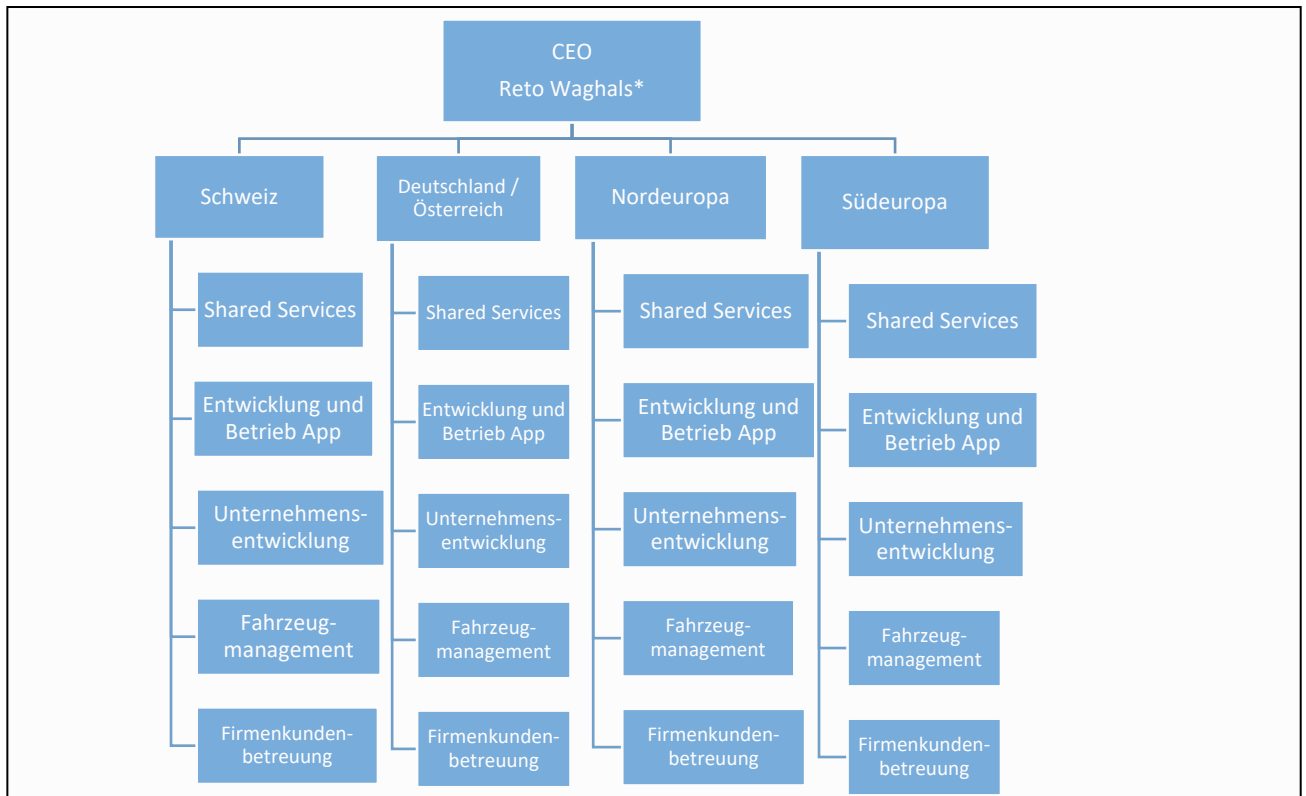 CEO
Reto Waghals*
Schweiz
Deutschland /
Österreich
Nordeuropa
Südeuropa
Shared Services
Entwicklung und
Betrieb App
Unternehmens-
entwicklung
Fahrzeug-
management
Firmenkunden-
betreuung
Shared Services
Entwicklung und
Betrieb App
Unternehmens-
entwicklung
Fahrzeug-
management
Firmenkunden-
betreuung
Shared Services
Entwicklung und
Betrieb App
Unternehmens-
entwicklung
Fahrzeug-
management
Firmenkunden-
betreuung
Shared Services
Entwicklung und
Betrieb App
Unternehmens-
entwicklung
Fahrzeug-
management
Firmenkunden-
betreuung